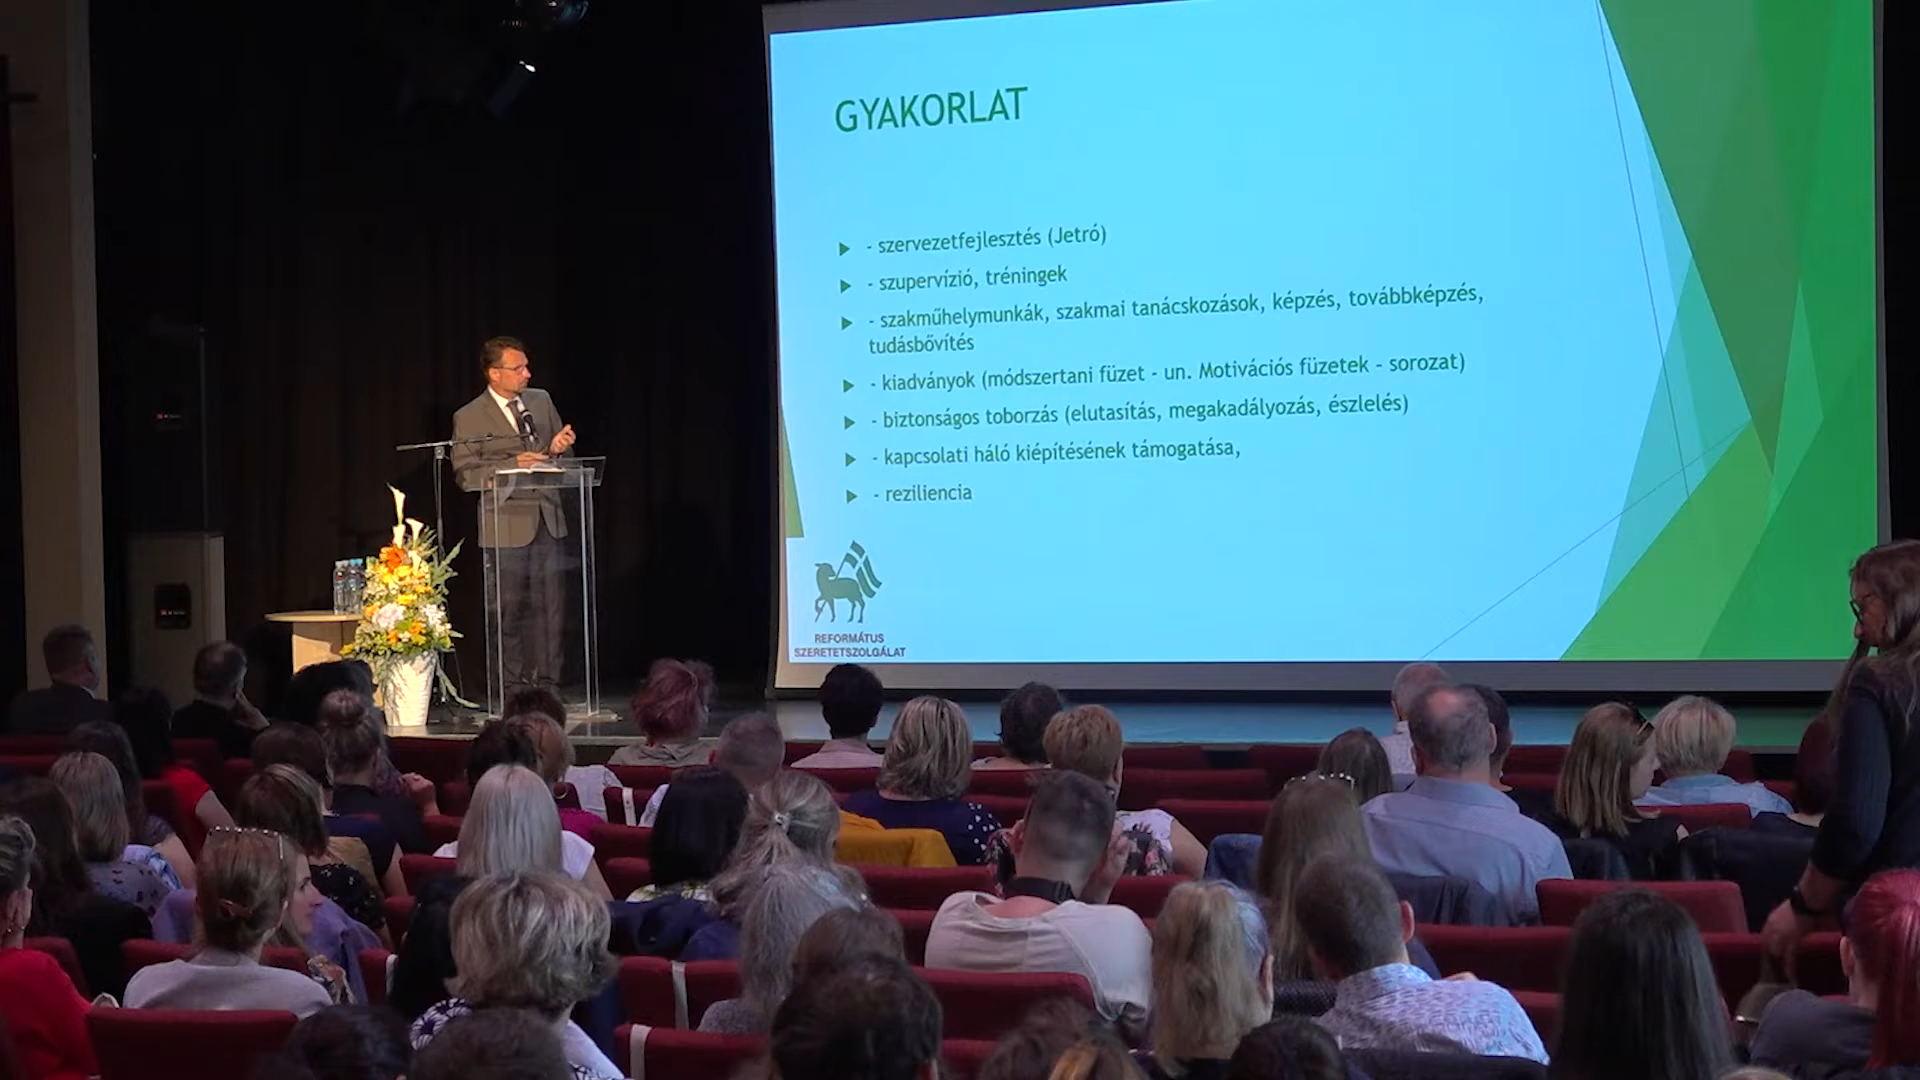 GYAKORLAT
- szervezetfejlesztés (Jetró)
- szupervízió, tréningek
- szakműhelymunkák, szakmai tanácskozások, képzés, továbbképzés,
tudásbővítés
- kiadványok (módszertani füzet - un. Motivációs füzetek - sorozat)
- biztonságos toborzás (elutasítás, megakadályozás, észlelés)
- kapcsolati háló kiépítésének támogatása,
- reziliencia
REFORMÁTUS
SZERETETSZOLGÁLAT